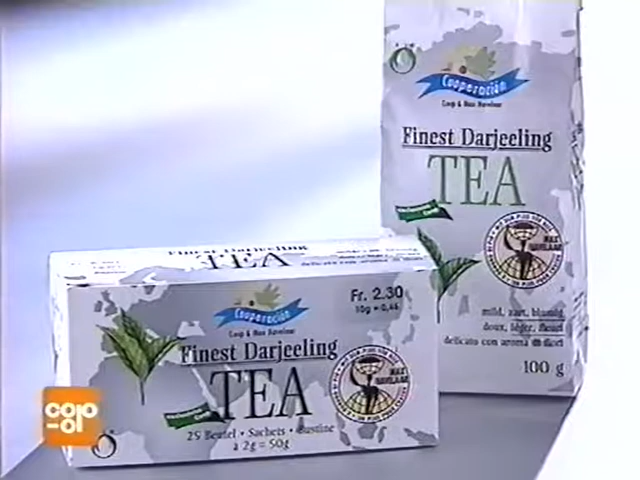 Cooperación
Coop & Max Havelaar
Finest Darjeeling
TEA
MAX
HAVELAAR
mild, zart, blumig
doux, léger, fleuri
delicato con aroma di fiori
100 g
Finest Darjeeling
TEA
Cooperación
Coop & Max Havelaar
Fr. 2.30
10g = 0,46
Finest Darjeeling
TEA
MAX
HAVELAAR
25 Beutel • Sachets • Bustine
à 2g = 50g
coop